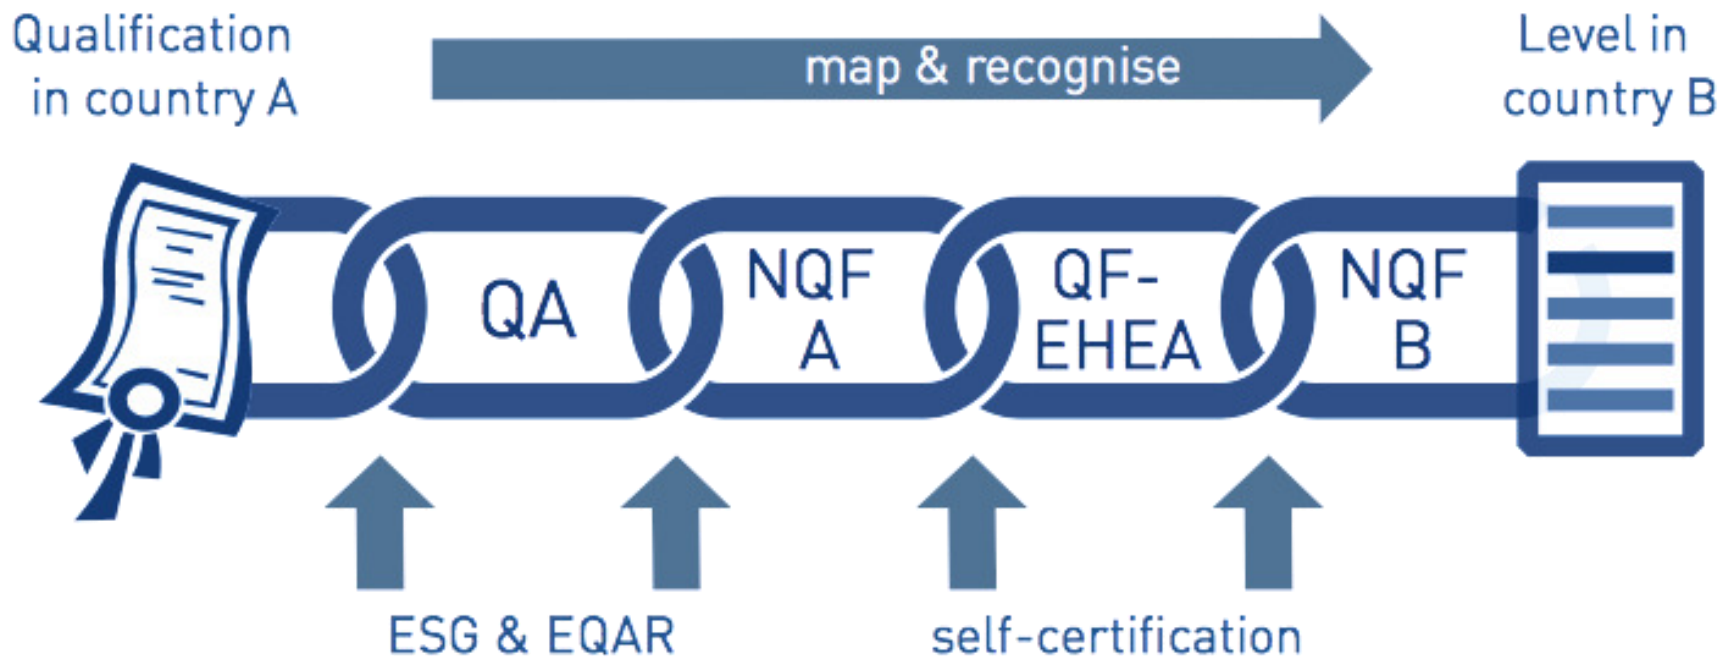 Qualification
in country A
map & recognise
Level in
country B
QA
NQF
A
QF-
EHEA
NQF
B
ESG & EQAR
self-certification